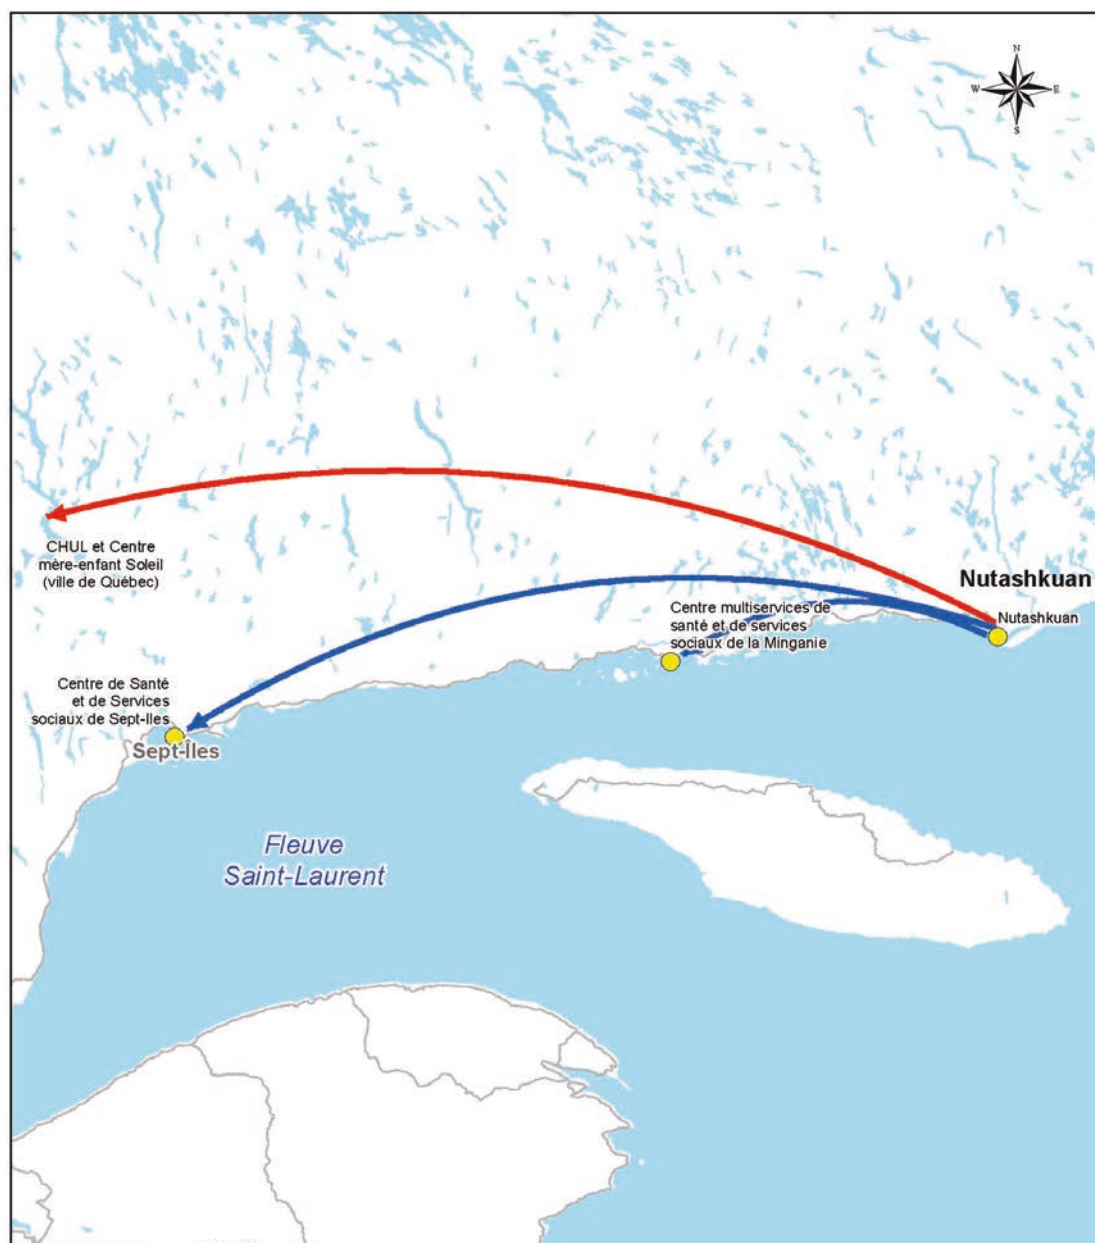 N
W
E
S
CHUL et Centre
mère-enfant Soleil
(ville de Québec)
Nutashkuan
Nutashkuan
Centre multiservices de
santé et de services
sociaux de la Minganie
Centre de Santé
et de Services
sociaux de Sept-Iles
Sept-Îles
Fleuve
Saint-Laurent